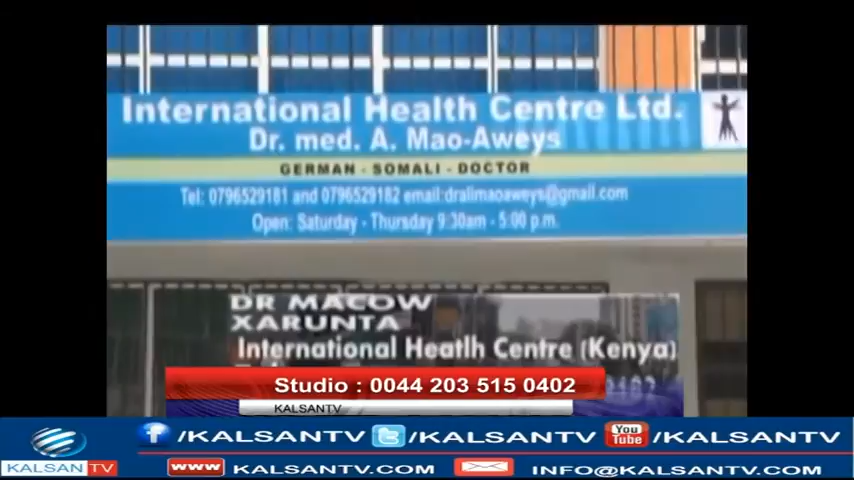 International Health Centre Ltd.
Dr. med. A. Mao-Aweys
GERMAN - SOMALI - DOCTOR
Tel: 0796529181 and 0796529182 email:dralimaoaweys@gmail.com
Open: Saturday - Thursday 9:30am - 5:00 p.m.
DR MACOW
XARUNTA
International Heatlh Centre (Kenya)
Studio : 0044 203 515 0402
KALSANTV
/KALSANTV /KALSANTV You Tube /KALSANTV
KALSAN TV
WWW KALSANTV.COM INFO@KALSANTV.COM